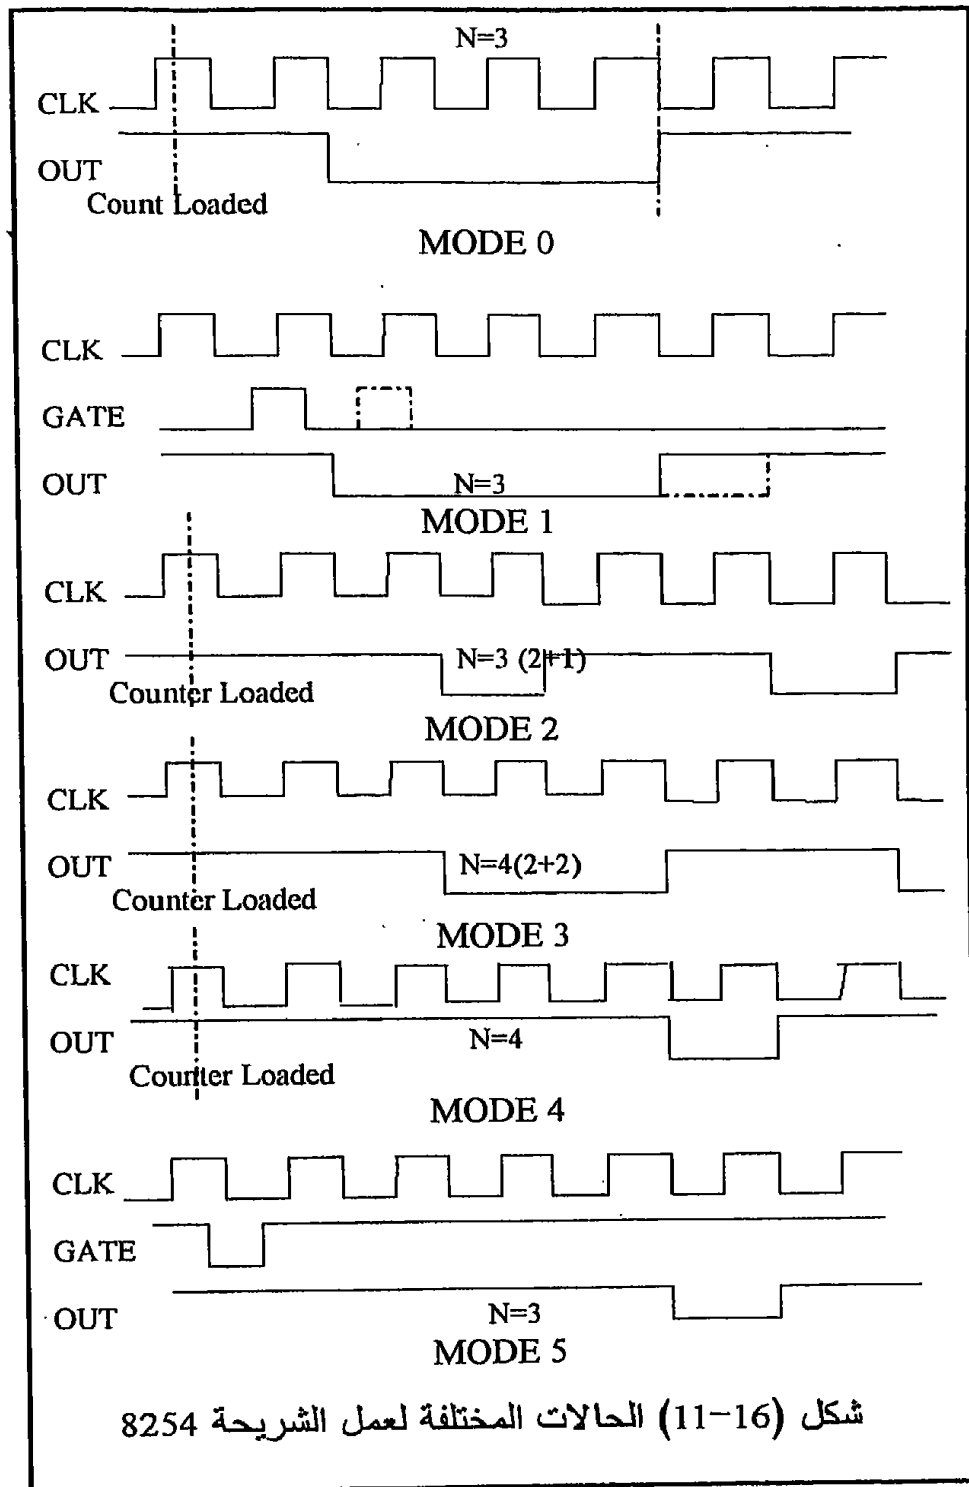 N=3
CLK
OUT
Count Loaded
MODE 0
CLK
GATE
OUT
N=3
MODE 1
CLK
OUT
N=3 (2+1)
Counter Loaded
MODE 2
CLK
OUT
N=4(2+2)
Counter Loaded
MODE 3
CLK
OUT
N=4
Counter Loaded
MODE 4
CLK
GATE
OUT
N=3
MODE 5
شكل (16-11) الحالات المختلفة لعمل الشريحة 8254